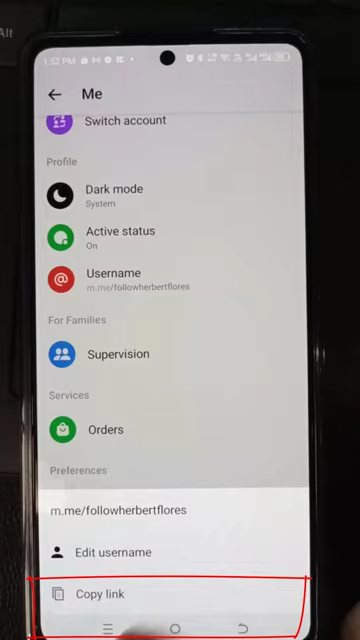 Alt
1:52 PM
Me
Switch account
Profile
Dark mode
System
Active status
On
Username
m.me/followherbertflores
For Families
Supervision
Services
Orders
Preferences
m.me/followherbertflores
Edit username
Copy link